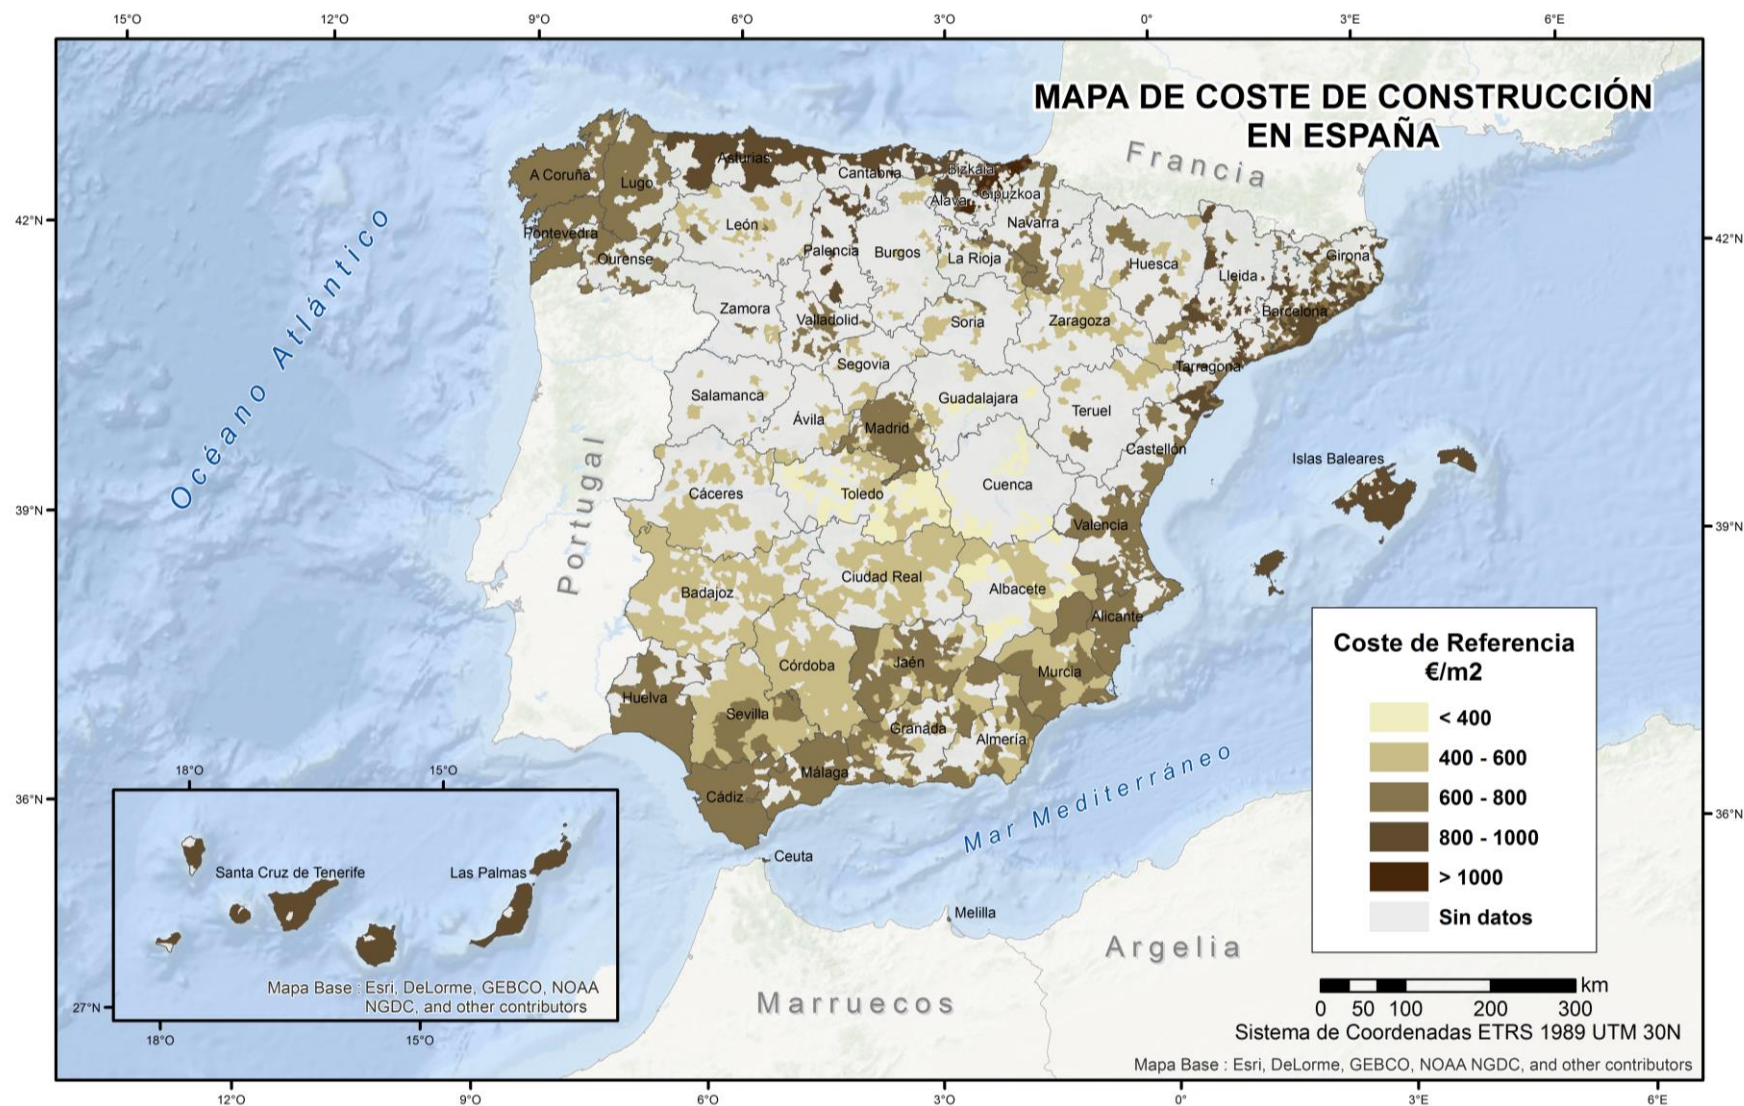 15°O 12°O 9°O 6°O 3°O 0° 3°E 6°E
MAPA DE COSTE DE CONSTRUCCIÓN
EN ESPAÑA
Francia
Océano Atlántico
Portugal
Mar Mediterráneo
Marruecos
Argelia
42°N
42°N
39°N
39°N
36°N
36°N
27°N
A Coruña
Lugo
Asturias
Cantabria
Bizkaia
Gipuzkoa
Alava
Navarra
Pontevedra
Ourense
León
Palencia
Burgos
La Rioja
Huesca
Lleida
Girona
Barcelona
Zamora
Valladolid
Soria
Zaragoza
Segovia
Tarragona
Salamanca
Ávila
Guadalajara
Teruel
Madrid
Castellón
Islas Baleares
Cáceres
Toledo
Cuenca
Valencia
Badajoz
Ciudad Real
Albacete
Alicante
Córdoba
Jaén
Murcia
Huelva
Sevilla
Granada
Almería
Málaga
Cádiz
Ceuta
Melilla
Coste de Referencia
€/m2
< 400
400 - 600
600 - 800
800 - 1000
> 1000
Sin datos
18°O 15°O
Santa Cruz de Tenerife
Las Palmas
Mapa Base : Esri, DeLorme, GEBCO, NOAA
NGDC, and other contributors
18°O 15°O
km
0 50 100 200 300
Sistema de Coordenadas ETRS 1989 UTM 30N
Mapa Base : Esri, DeLorme, GEBCO, NOAA NGDC, and other contributors
12°O 9°O 6°O 3°O 0° 3°E 6°E